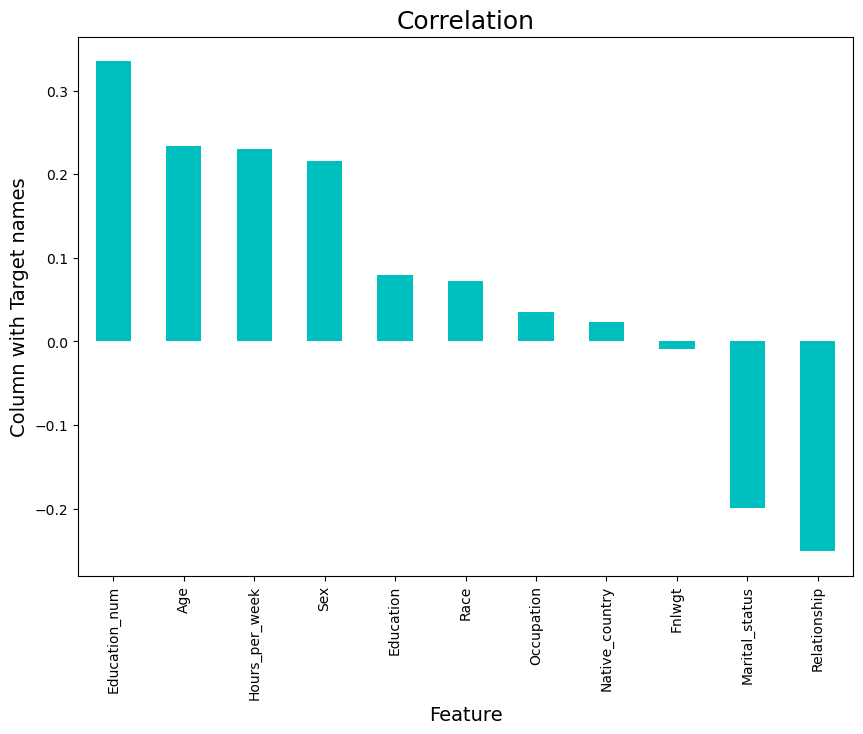 Correlation
Column with Target names
0.3
0.2
0.1
0.0
−0.1
−0.2
Education_num
Age
Hours_per_week
Sex
Education
Race
Occupation
Native_country
Fnlwgt
Marital_status
Relationship
Feature